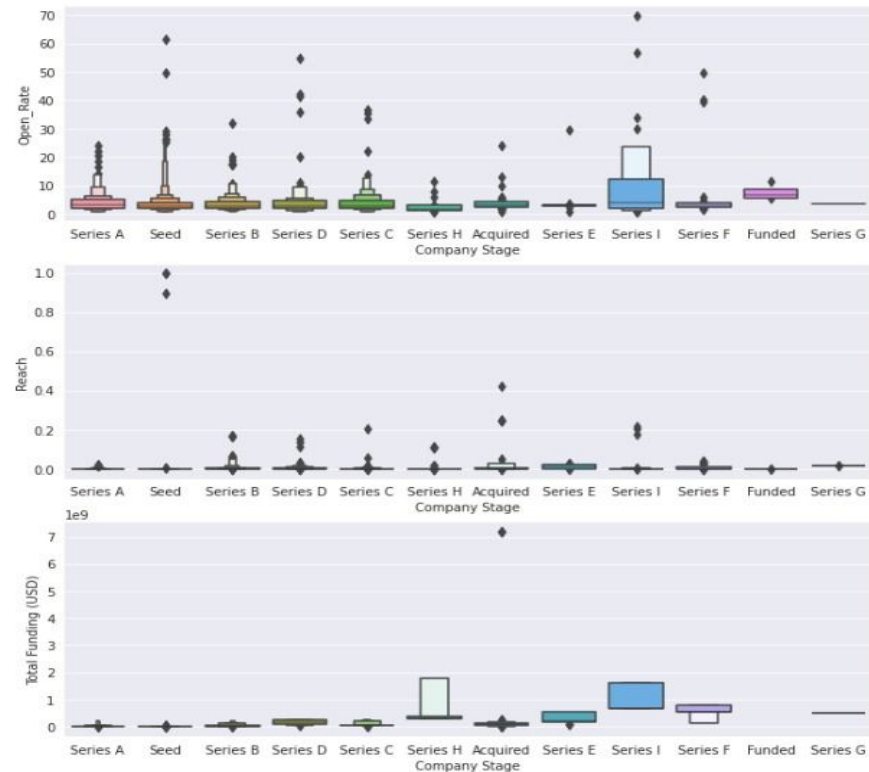 70
60
50
40
30
20
10
0
Open_Rate
Series A Seed Series B Series D Series C Series H Acquired Series E Series I Series F Funded Series G
Company Stage
1.0
0.8
0.6
0.4
0.2
0.0
Reach
Series A Seed Series B Series D Series C Series H Acquired Series E Series I Series F Funded Series G
Company Stage
1e9
7
6
5
4
3
2
1
0
Total Funding (USD)
Series A Seed Series B Series D Series C Series H Acquired Series E Series I Series F Funded Series G
Company Stage